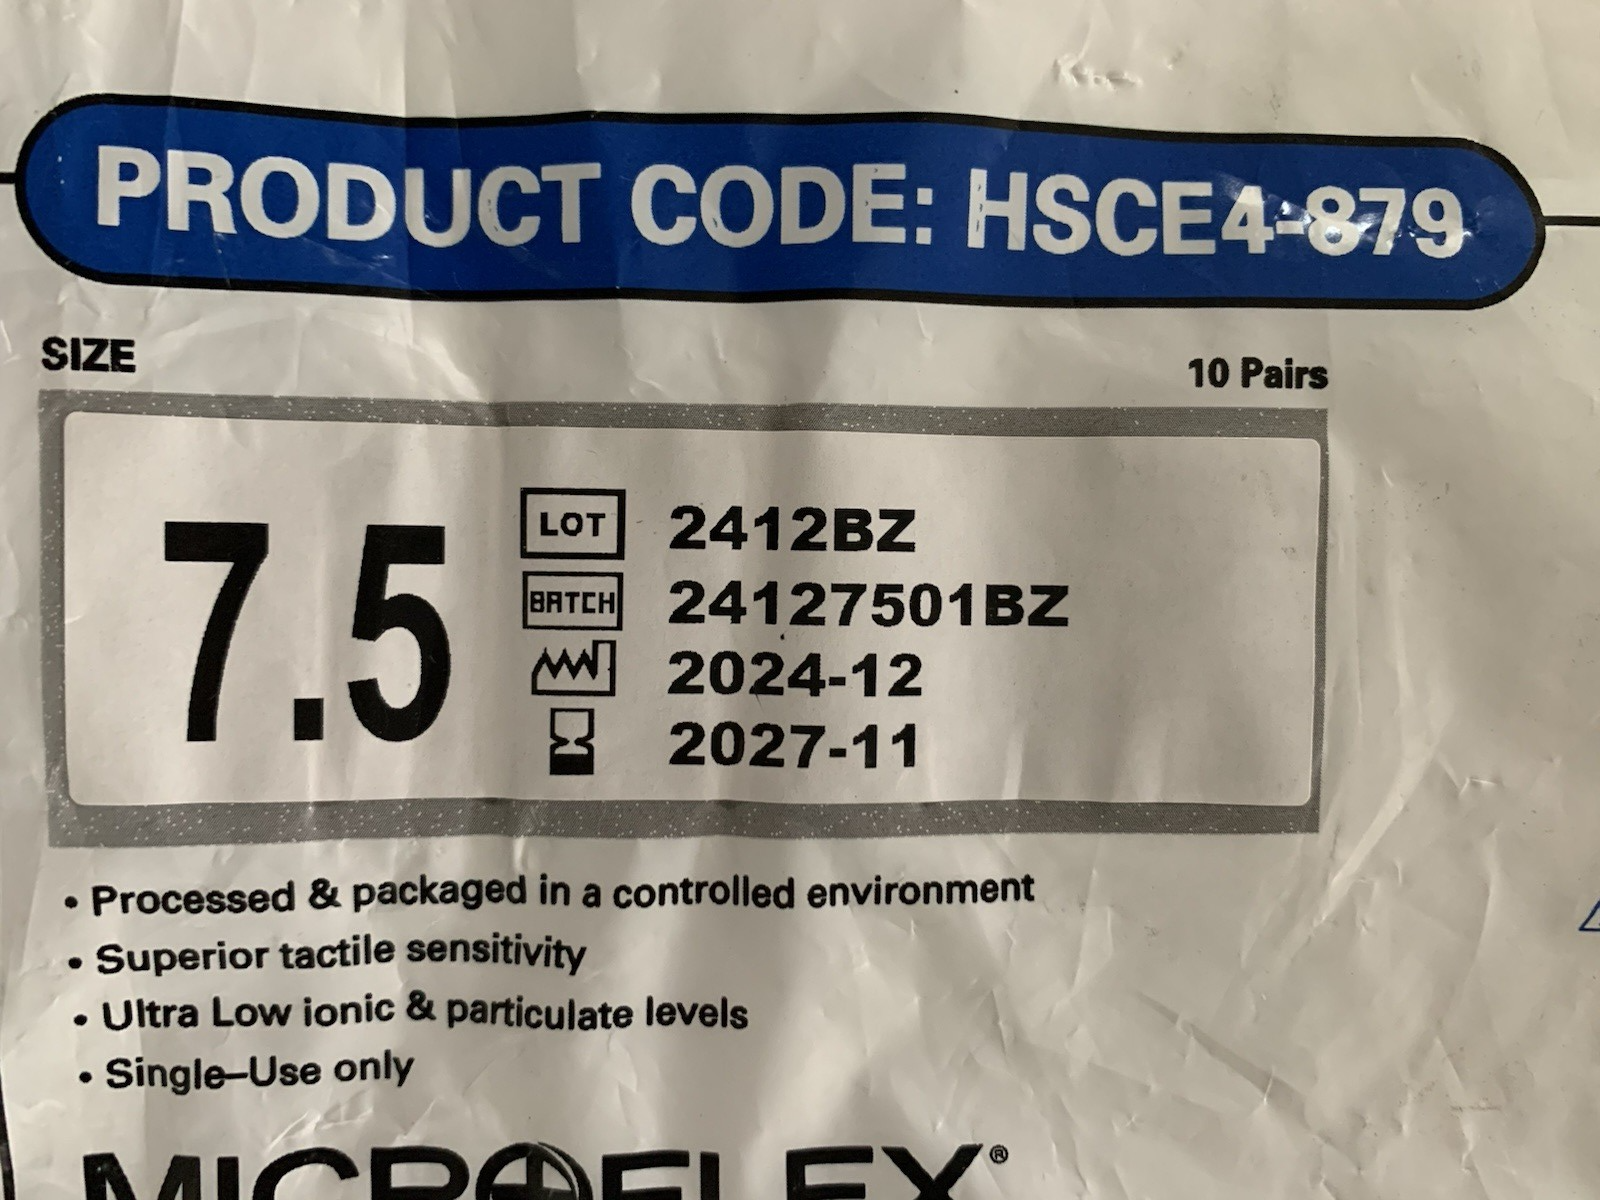 PRODUCT CODE: HSCE4-879
SIZE
10 Pairs
7.5
LOT 2412BZ
BATCH 24127501BZ
2024-12
2027-11
• Processed & packaged in a controlled environment
• Superior tactile sensitivity
• Ultra Low ionic & particulate levels
• Single–Use only
MICROFLEX®